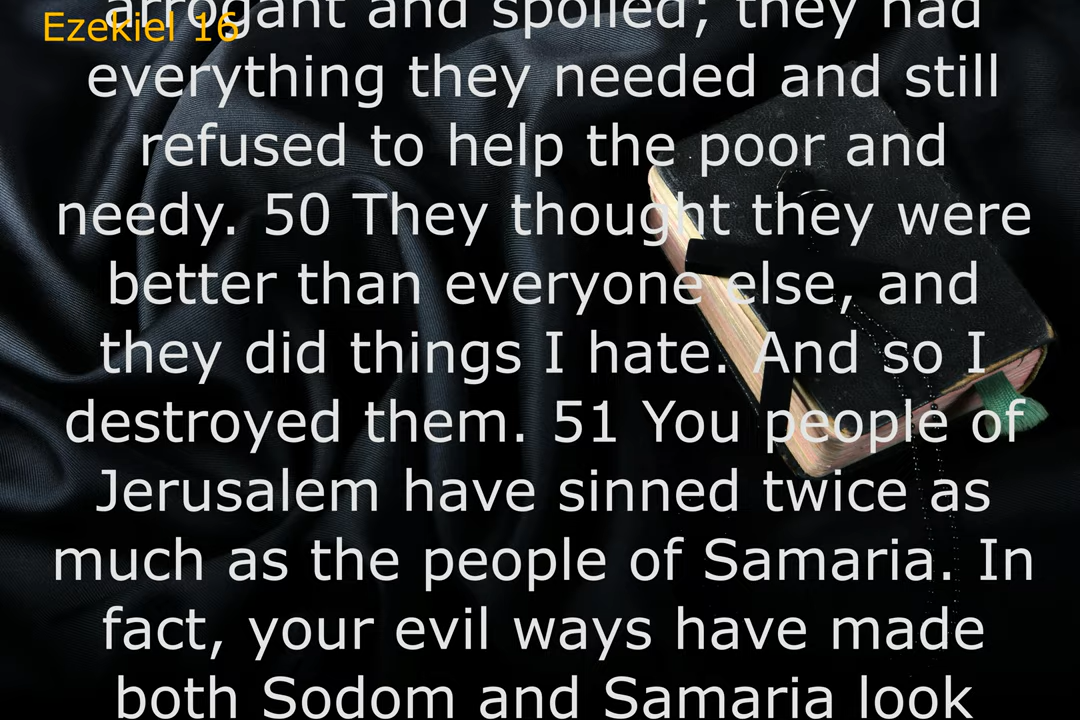 arrogant and spoiled; they had
Ezekiel 16
everything they needed and still
refused to help the poor and
needy. 50 They thought they were
better than everyone else, and
they did things I hate. And so I
destroyed them. 51 You people of
Jerusalem have sinned twice as
much as the people of Samaria. In
fact, your evil ways have made
both Sodom and Samaria look